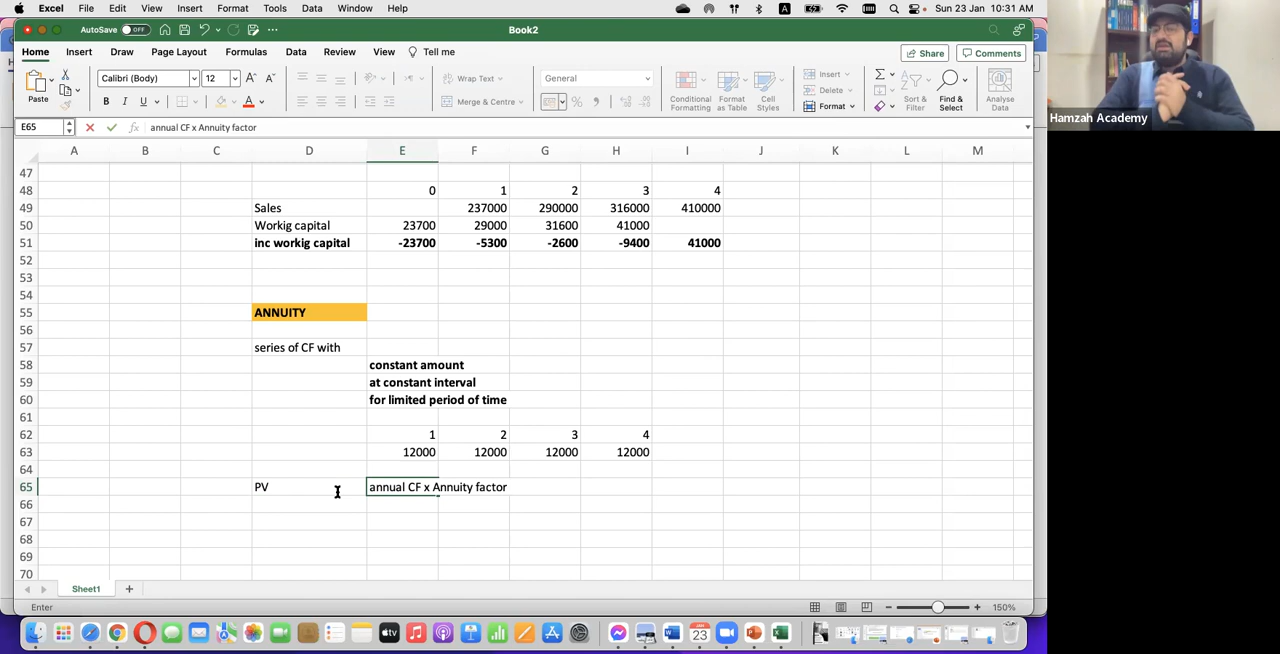 Excel File Edit View Insert Format Tools Data Window Help
Sun 23 Jan 10:31 AM
AutoSave OFF
Book2
Home Insert Draw Page Layout Formulas Data Review View Tell me
Share Comments
Paste
Calibri (Body) 12
B I U
Wrap Text
Merge & Centre
General
Conditional Formatting
Format as Table
Cell Styles
Insert
Delete
Format
Sort & Filter
Find & Select
Analyse Data
Hamzah Academy
E65 fx annual CF x Annuity factor
A B C D E F G H I J K L M
47
48 0 1 2 3 4
49 Sales 237000 290000 316000 410000
50 Workig capital 23700 29000 31600 41000
51 inc workig capital -23700 -5300 -2600 -9400 41000
52
53
54
55 ANNUITY
56
57 series of CF with
58 constant amount
59 at constant interval
60 for limited period of time
61
62 1 2 3 4
63 12000 12000 12000 12000
64
65 PV annual CF x Annuity factor
66
67
68
69
70
Sheet1
Enter
150%